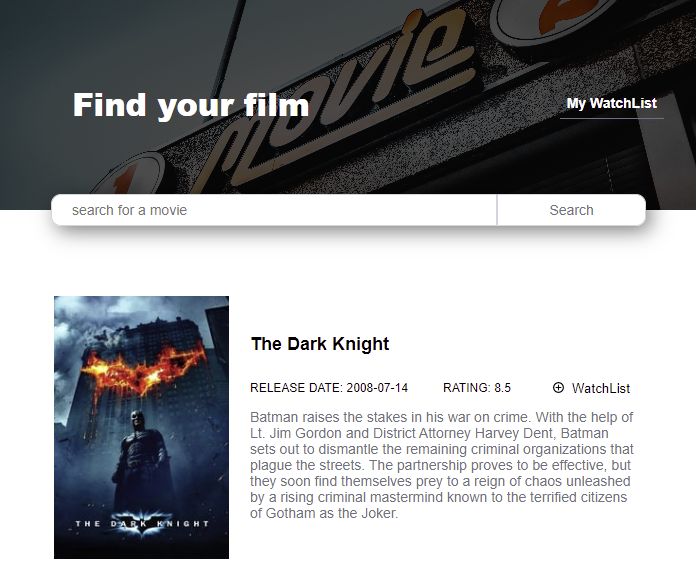 movie
1
Find your film
My WatchList
search for a movie
Search
The Dark Knight
RELEASE DATE: 2008-07-14
RATING: 8.5
WatchList
Batman raises the stakes in his war on crime. With the help of
Lt. Jim Gordon and District Attorney Harvey Dent, Batman
sets out to dismantle the remaining criminal organizations that
plague the streets. The partnership proves to be effective, but
they soon find themselves prey to a reign of chaos unleashed
by a rising criminal mastermind known to the terrified citizens
of Gotham as the Joker.
THE DARK KNIGHT